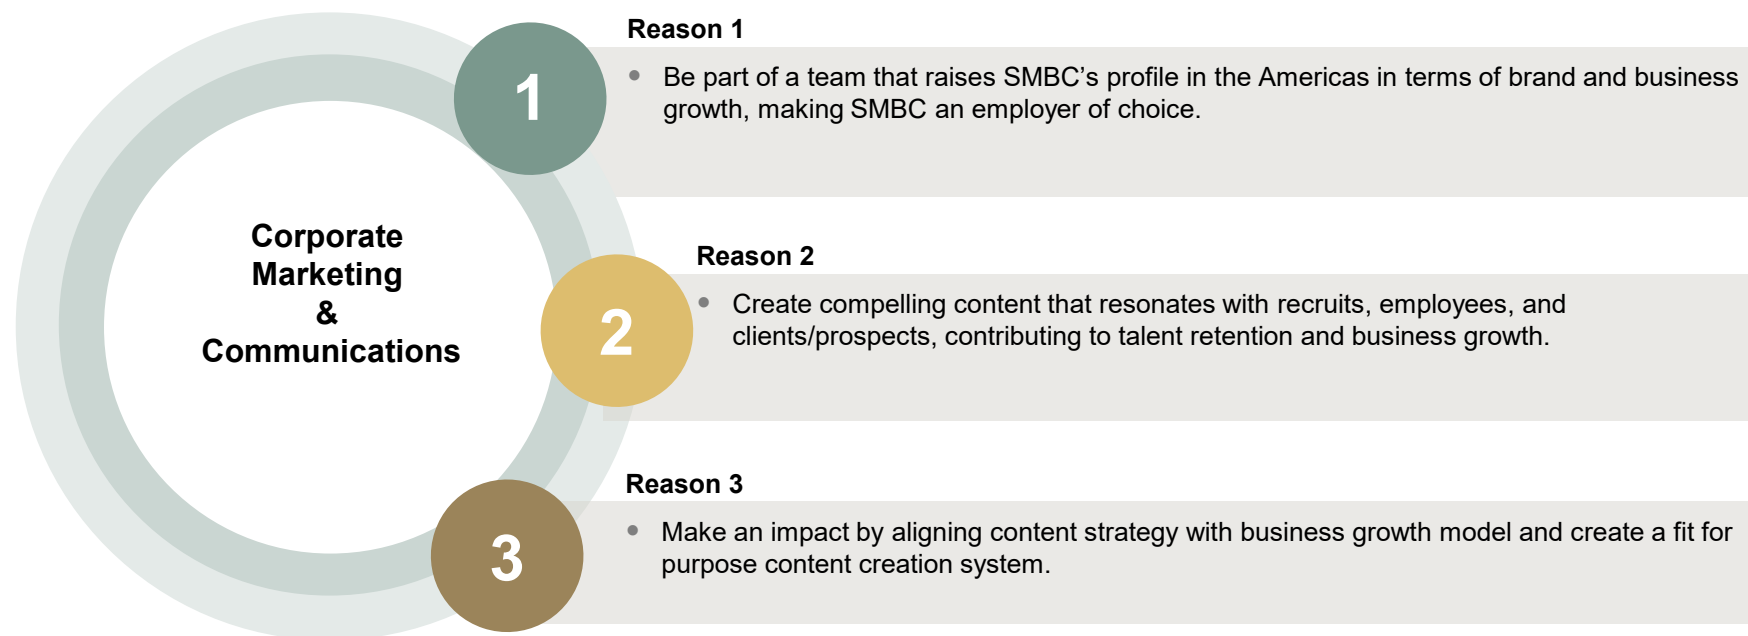 Corporate
Marketing
&
Communications
1
Reason 1
• Be part of a team that raises SMBC’s profile in the Americas in terms of brand and business
growth, making SMBC an employer of choice.
2
Reason 2
• Create compelling content that resonates with recruits, employees, and
clients/prospects, contributing to talent retention and business growth.
3
Reason 3
• Make an impact by aligning content strategy with business growth model and create a fit for
purpose content creation system.